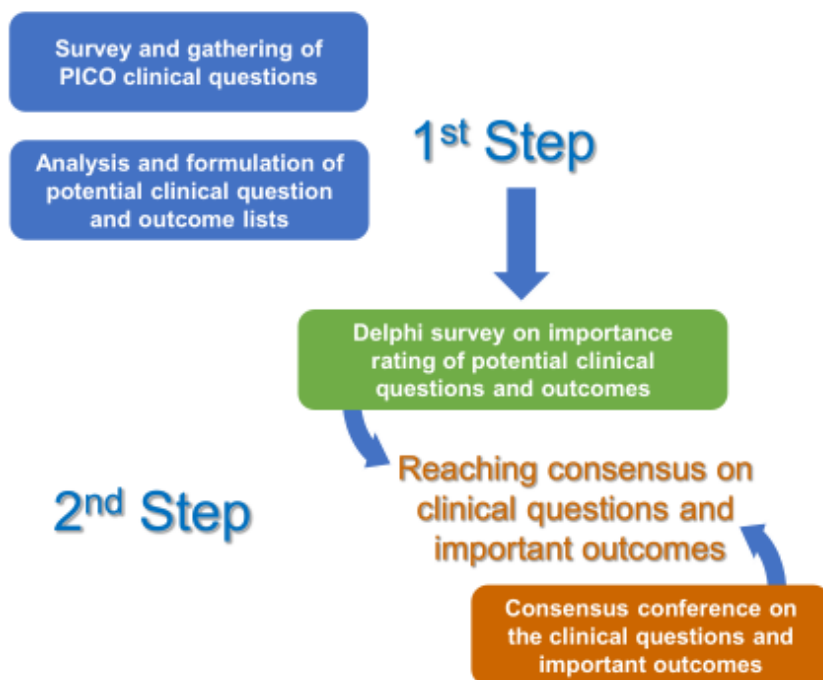 Survey and gathering of
PICO clinical questions
1st Step
Analysis and formulation of
potential clinical question
and outcome lists
Delphi survey on importance
rating of potential clinical
questions and outcomes
Reaching consensus on
clinical questions and
important outcomes
2nd Step
Consensus conference on
the clinical questions and
important outcomes